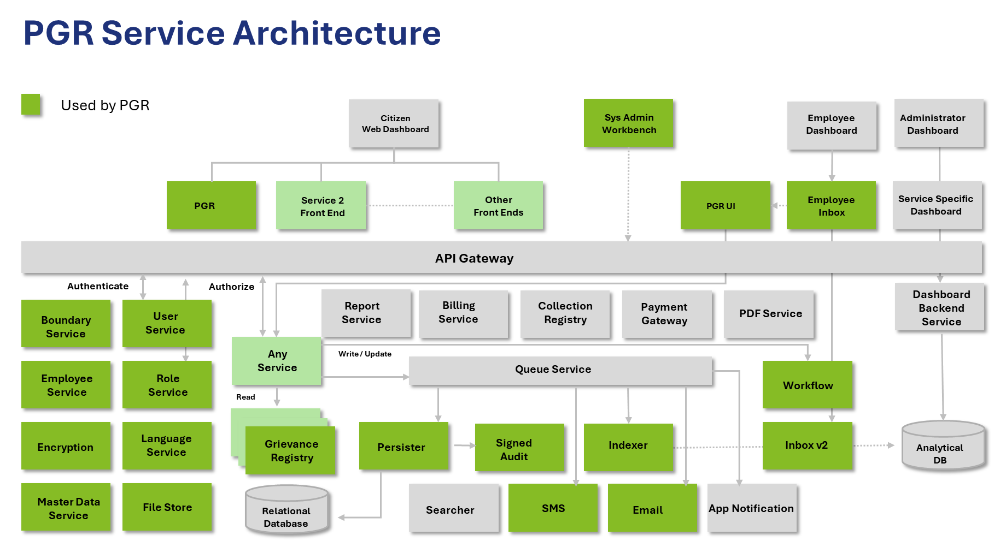 PGR Service Architecture
Used by PGR
Citizen
Web Dashboard
Sys Admin
Workbench
Employee
Dashboard
Administrator
Dashboard
PGR
Service 2
Front End
Other
Front Ends
PGR UI
Employee
Inbox
Service Specific
Dashboard
API Gateway
Authenticate
Authorize
Boundary
Service
User
Service
Report
Service
Billing
Service
Collection
Registry
Payment
Gateway
PDF Service
Dashboard
Backend
Service
Any
Service
Write / Update
Queue Service
Employee
Service
Role
Service
Workflow
Read
Encryption
Language
Service
Grievance
Registry
Persister
Signed
Audit
Indexer
Inbox v2
Analytical
DB
Master Data
Service
File Store
Relational
Database
Searcher
SMS
Email
App Notification